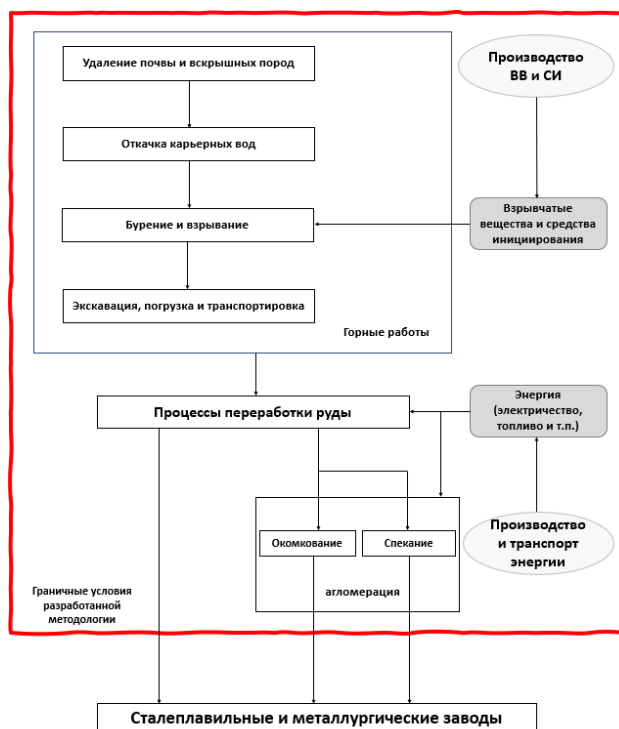 Удаление почвы и вскрышных пород
Производство
ВВ и СИ
Откачка карьерных вод
Бурение и взрывание
Взрывчатые
вещества и средства
инициирования
Экскавация, погрузка и транспортировка
Горные работы
Процессы переработки руды
Энергия
(электричество,
топливо и т.п.)
Окомкование
Спекание
Производство
и транспорт
энергии
агломерация
Граничные условия
разработанной
методологии
Сталеплавильные и металлургические заводы